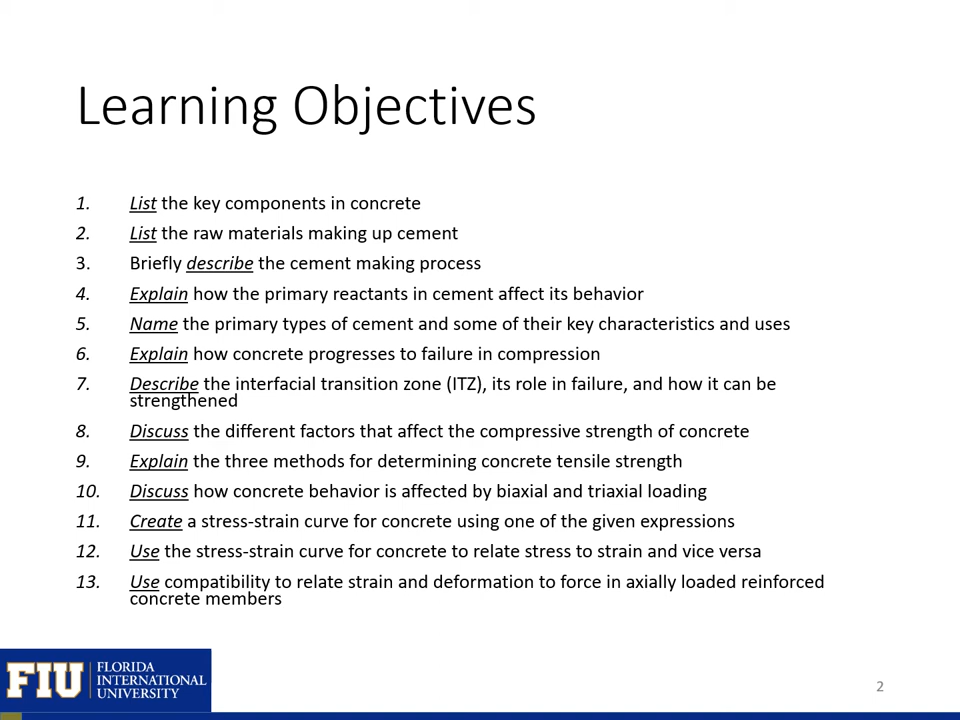 Learning Objectives
1. List the key components in concrete
2. List the raw materials making up cement
3. Briefly describe the cement making process
4. Explain how the primary reactants in cement affect its behavior
5. Name the primary types of cement and some of their key characteristics and uses
6. Explain how concrete progresses to failure in compression
7. Describe the interfacial transition zone (ITZ), its role in failure, and how it can be
strengthened
8. Discuss the different factors that affect the compressive strength of concrete
9. Explain the three methods for determining concrete tensile strength
10. Discuss how concrete behavior is affected by biaxial and triaxial loading
11. Create a stress-strain curve for concrete using one of the given expressions
12. Use the stress-strain curve for concrete to relate stress to strain and vice versa
13. Use compatibility to relate strain and deformation to force in axially loaded reinforced
concrete members
FIU
FLORIDA
INTERNATIONAL
UNIVERSITY
2